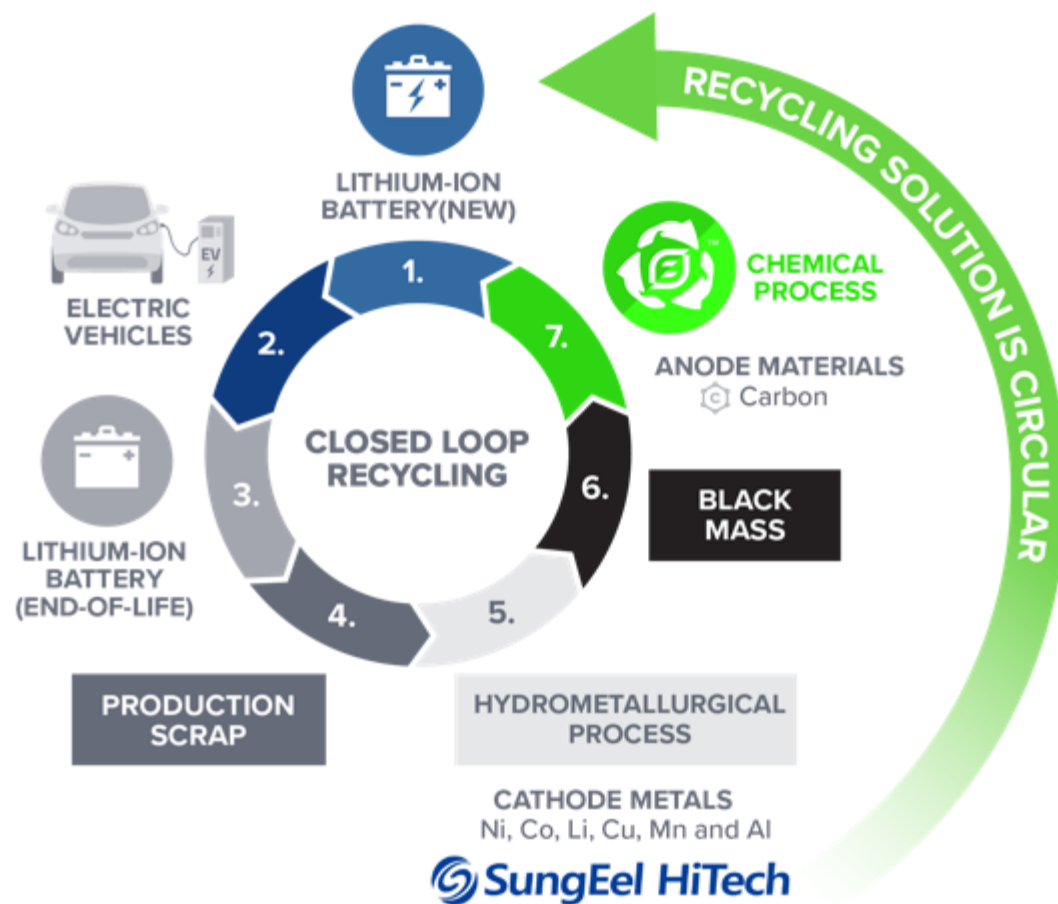 RECYCLING SOLUTION IS CIRCULAR
- +
LITHIUM-ION
BATTERY(NEW)
EV
ELECTRIC
VEHICLES
- +
LITHIUM-ION
BATTERY
(END-OF-LIFE)
CLOSED LOOP
RECYCLING
1.
2.
3.
4.
5.
6.
7.
PRODUCTION
SCRAP
HYDROMETALLURGICAL
PROCESS
CATHODE METALS
Ni, Co, Li, Cu, Mn and Al
SungEel HiTech
BLACK
MASS
™
CHEMICAL
PROCESS
ANODE MATERIALS
C Carbon